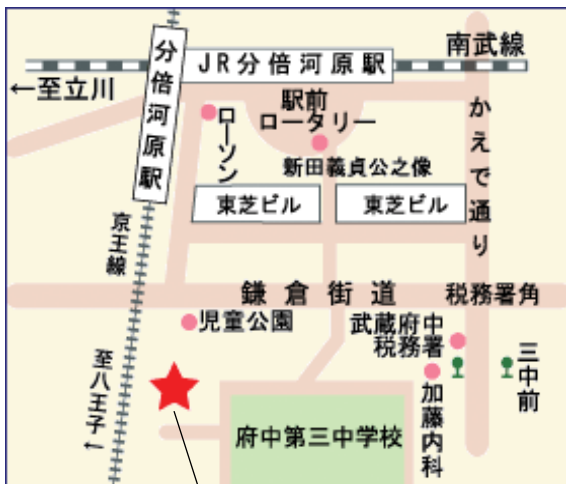 南武線
JR分倍河原駅
←至立川
分倍河原駅
駅前
ロータリー
ローソン
新田義貞公之像
かえで通り
東芝ビル
東芝ビル
京王線
鎌倉街道
税務署角
児童公園
武蔵府中
税務署
三中前
至八王子←
加藤内科
府中第三中学校